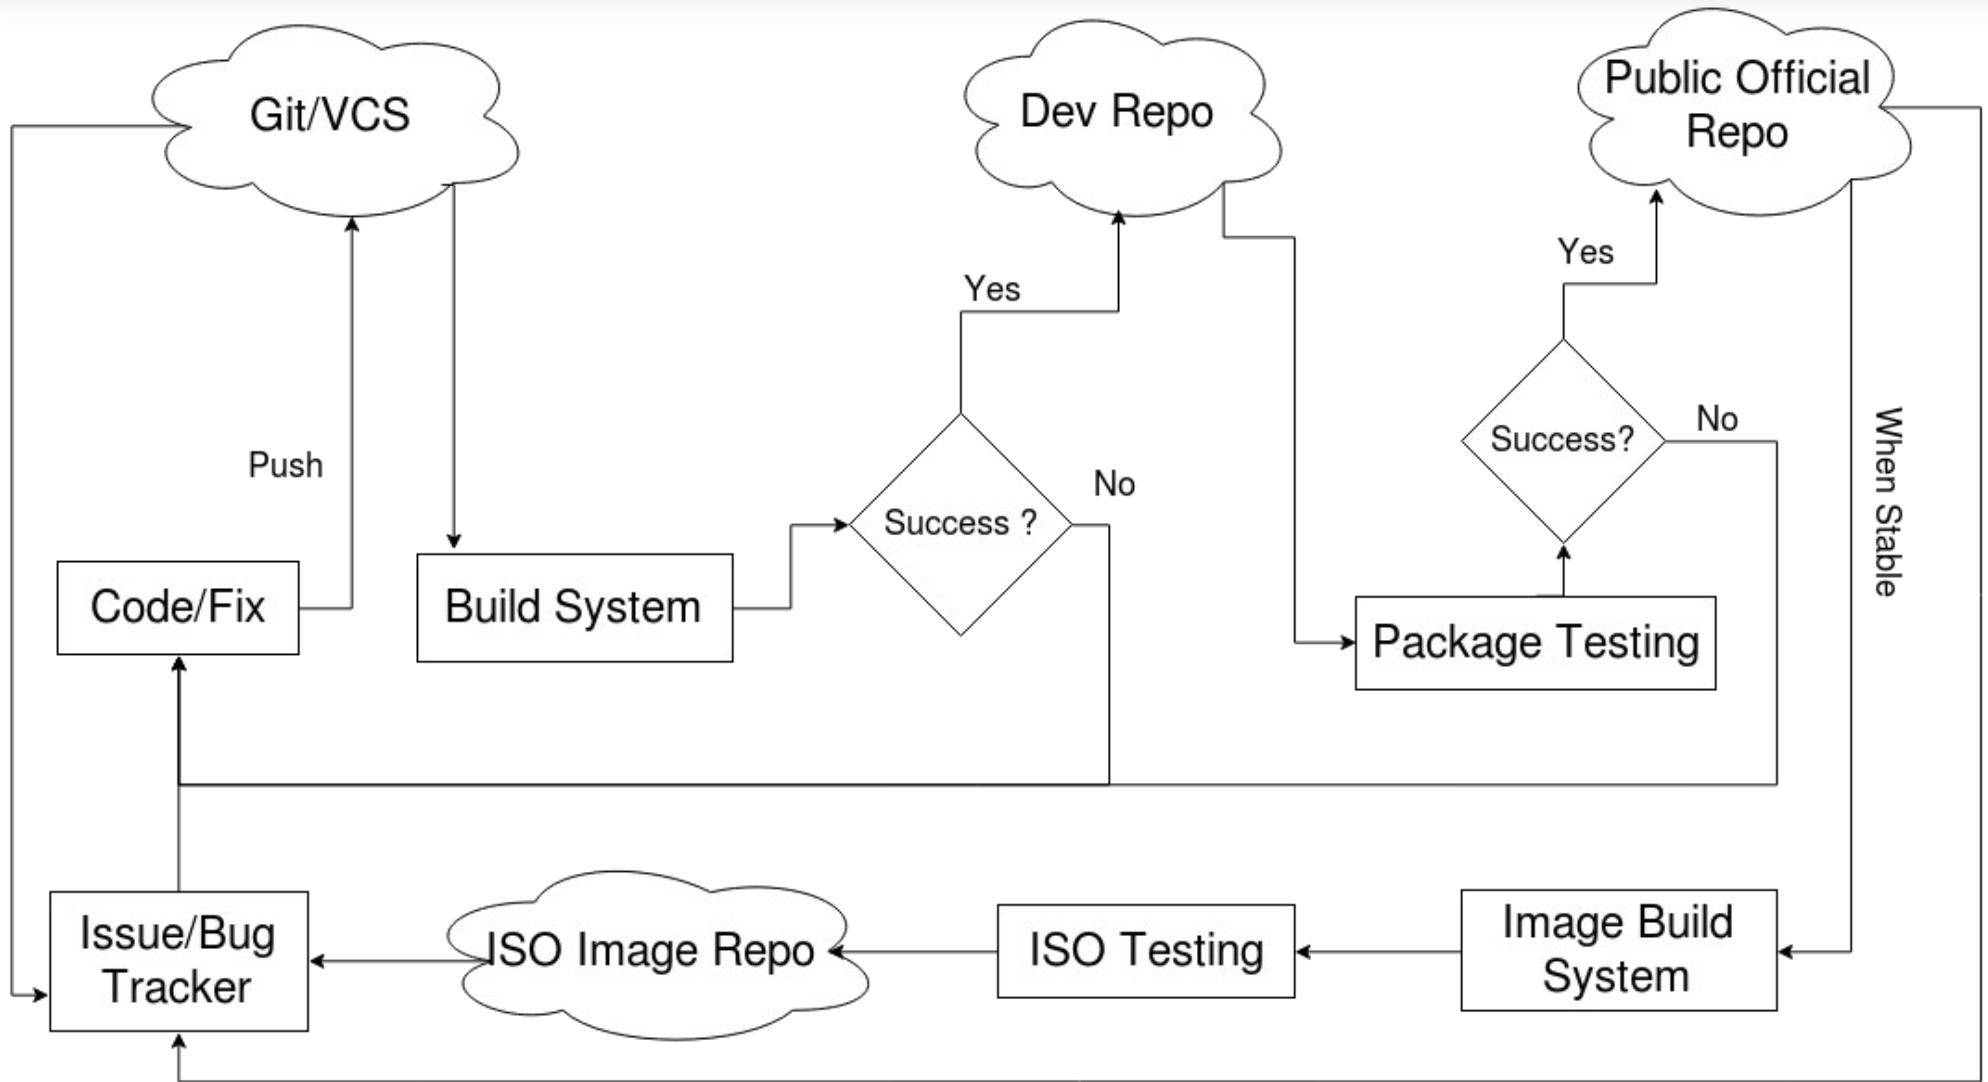 Git/VCS
Dev Repo
Public Official
Repo
Yes
Yes
Push
No
No
Success ?
Success?
When Stable
Code/Fix
Build System
Package Testing
Issue/Bug
Tracker
ISO Image Repo
ISO Testing
Image Build
System